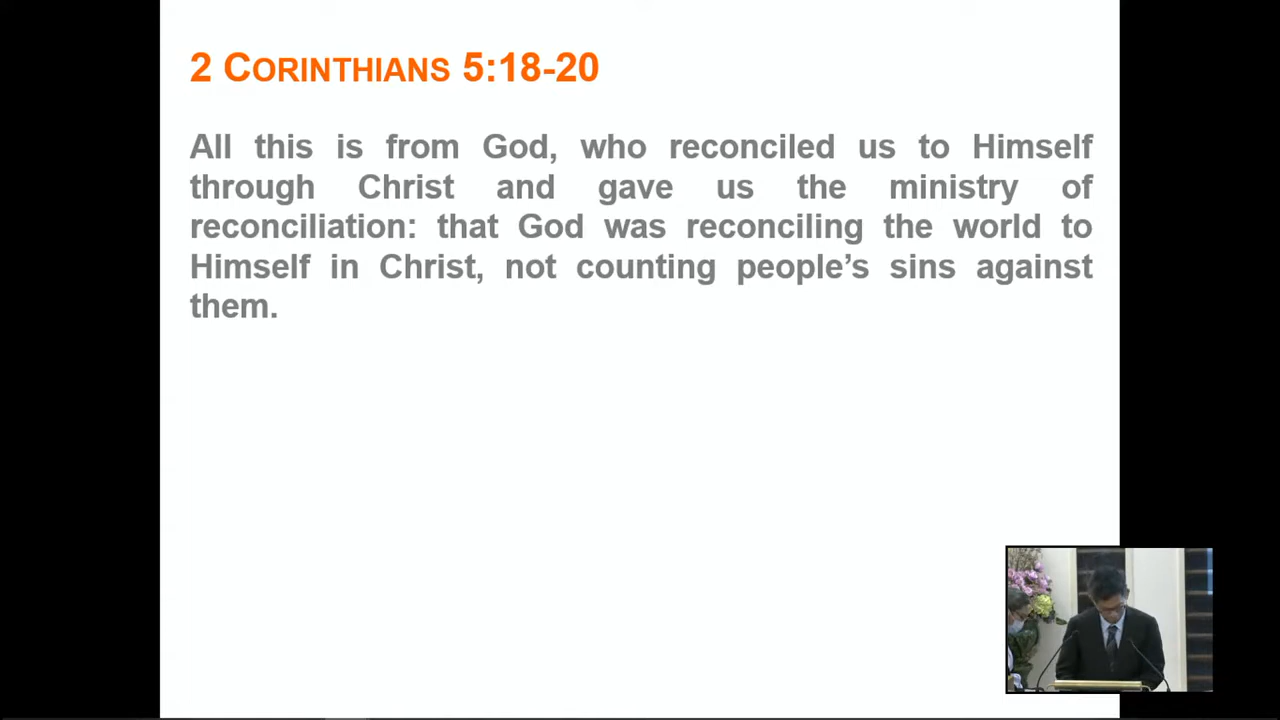 2 CORINTHIANS 5:18-20
All this is from God, who reconciled us to Himself
through Christ and gave us the ministry of
reconciliation: that God was reconciling the world to
Himself in Christ, not counting people’s sins against
them.